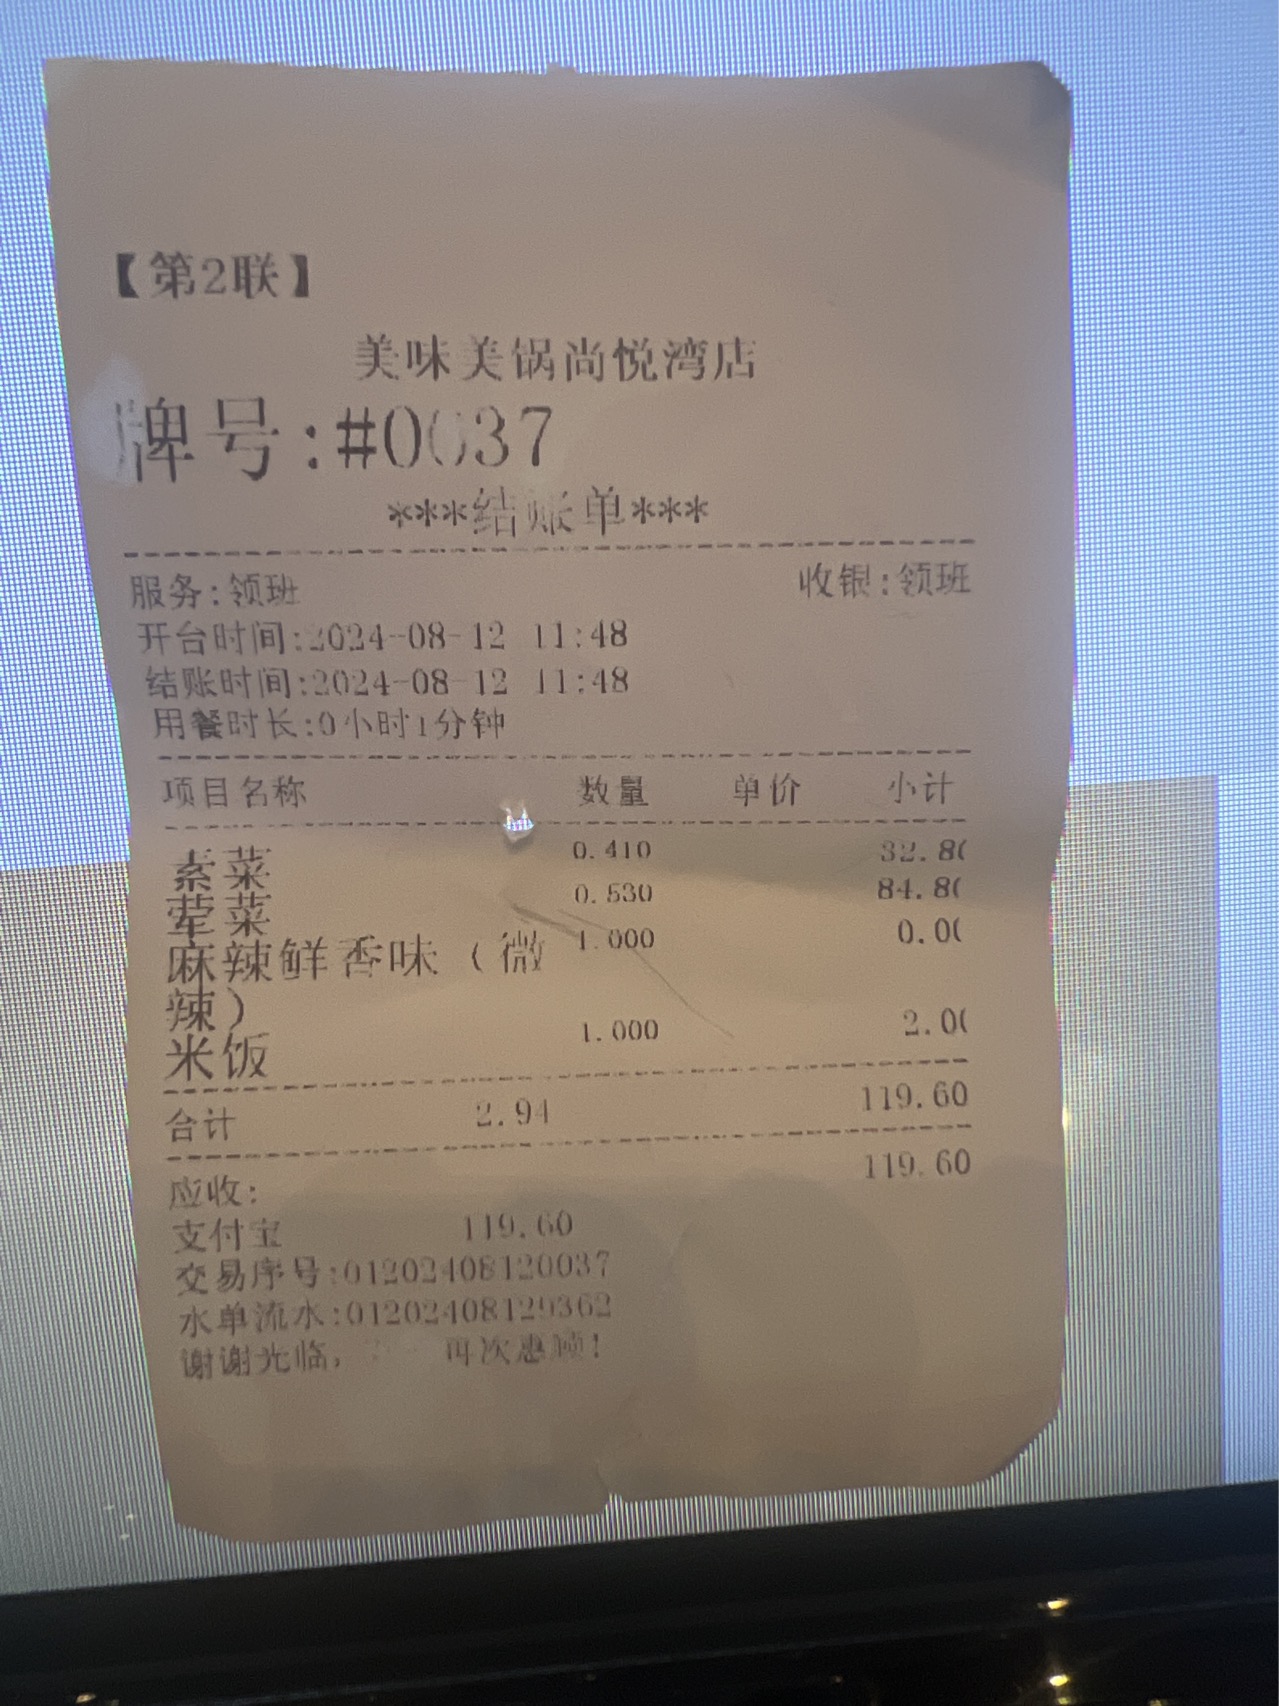 【第2联】
美味美锅尚悦湾店
牌号:#0037
***结账单***
服务:领班 收银:领班
开台时间:2024-08-12 11:48
结账时间:2024-08-12 11:48
用餐时长:0小时1分钟
项目名称 数量 单价 小计
素菜 0.410 32.8(
荤菜 0.530 84.8(
麻辣鲜香味（微 1.000 0.0(
辣）
米饭 1.000 2.0(
合计 2.94 119.60
应收: 119.60
支付宝 119.60
交易序号:01202408120037
水单流水:01202408120362
谢谢光临, 再次惠顾!